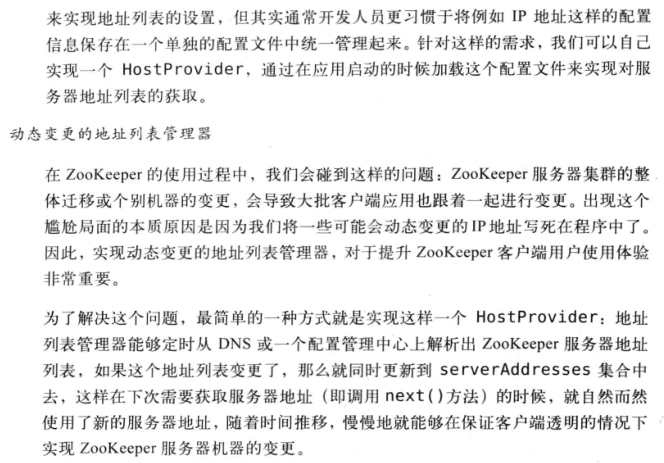 来实现地址列表的设置，但其实通常开发人员更习惯于将例如 IP 地址这样的配置
信息保存在一个单独的配置文件中统一管理起来。针对这样的需求，我们可以自己
实现一个 HostProvider，通过在应用启动的时候加载这个配置文件来实现对服
务器地址列表的获取。
动态变更的地址列表管理器
在 ZooKeeper 的使用过程中，我们会碰到这样的问题：ZooKeeper 服务器集群的整
体迁移或个别机器的变更，会导致大批客户端应用也跟着一起进行变更。出现这个
尴尬局面的本质原因是因为我们将一些可能会动态变更的 IP 地址写死在程序中了。
因此，实现动态变更的地址列表管理器，对于提升 ZooKeeper 客户端用户使用体验
非常重要。
为了解决这个问题，最简单的一种方式就是实现这样一个 HostProvider：地址
列表管理器能够定时从 DNS 或一个配置管理中心上解析出 ZooKeeper 服务器地址
列表，如果这个地址列表变更了，那么就同时更新到 serverAddresses 集合中
去，这样在下次需要获取服务器地址（即调用 next()方法）的时候，就自然而然
使用了新的服务器地址，随着时间推移，慢慢地就能够在保证客户端透明的情况下
实现 ZooKeeper 服务器机器的变更。